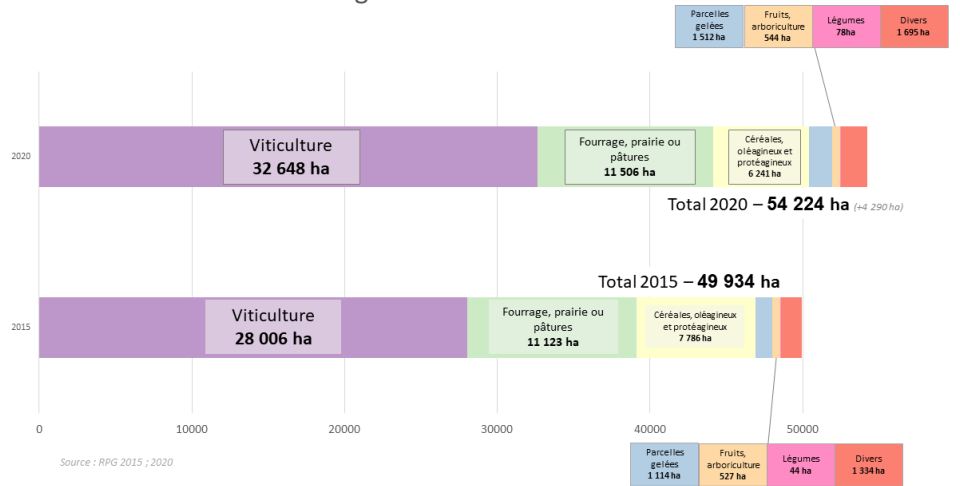 Parcelles
gelées
1 512 ha
Fruits,
arboriculture
544 ha
Légumes
78ha
Divers
1 695 ha
2020
Viticulture
32 648 ha
Fourrage, prairie ou
pâtures
11 506 ha
Céréales,
oléagineux et
protéagineux
6 241 ha
Total 2020 – 54 224 ha (+4 290 ha)
Total 2015 – 49 934 ha
2015
Viticulture
28 006 ha
Fourrage, prairie ou
pâtures
11 123 ha
Céréales, oléagineux
et protéagineux
7 786 ha
0 10000 20000 30000 40000 50000
Parcelles
gelées
1 114 ha
Fruits,
arboriculture
527 ha
Légumes
44 ha
Divers
1 334 ha
Source : RPG 2015 ; 2020